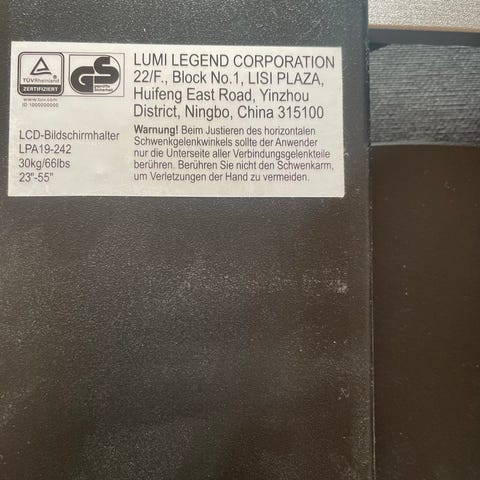 TÜVRheinland
ZERTIFIZIERT
www.tuv.com
ID 1000000000
GS
geprüfte
Sicherheit
LCD-Bildschirmhalter
LPA19-242
30kg/66lbs
23"-55"
LUMI LEGEND CORPORATION
22/F., Block No.1, LISI PLAZA,
Huifeng East Road, Yinzhou
District, Ningbo, China 315100
Warnung! Beim Justieren des horizontalen
Schwenkgelenkwinkels sollte der Anwender
nur die Unterseite aller Verbindungsgelenkteile
berühren. Berühren Sie nicht den Schwenkarm,
um Verletzungen der Hand zu vermeiden.